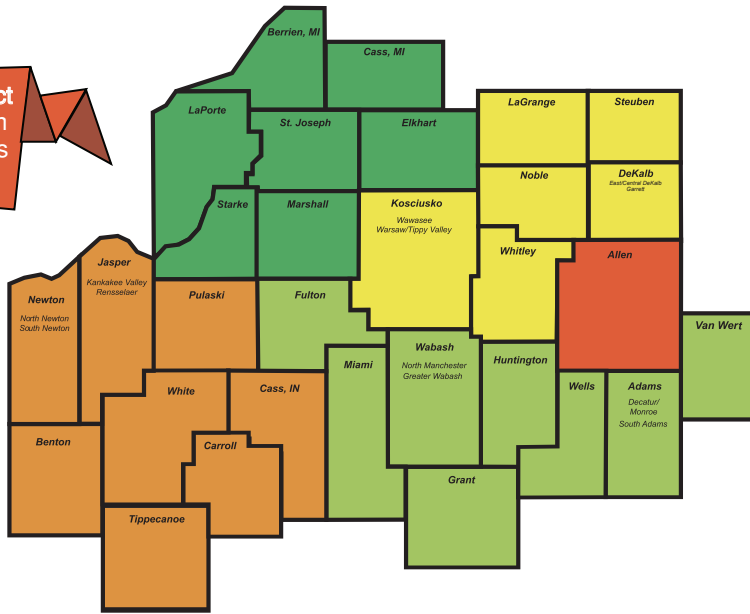 Berrien, MI
Cass, MI
ct
n
s
LaPorte
St. Joseph
Elkhart
LaGrange
Steuben
Noble
DeKalb
East/Central DeKalb
Garrett
Starke
Marshall
Kosciusko
Wawasee
Warsaw/Tippy Valley
Whitley
Allen
Jasper
Kankakee Valley
Rensselaer
Newton
North Newton
South Newton
Pulaski
Fulton
Van Wert
Wabash
North Manchester
Greater Wabash
Huntington
Miami
White
Cass, IN
Wells
Adams
Decatur/
Monroe
South Adams
Benton
Carroll
Grant
Tippecanoe